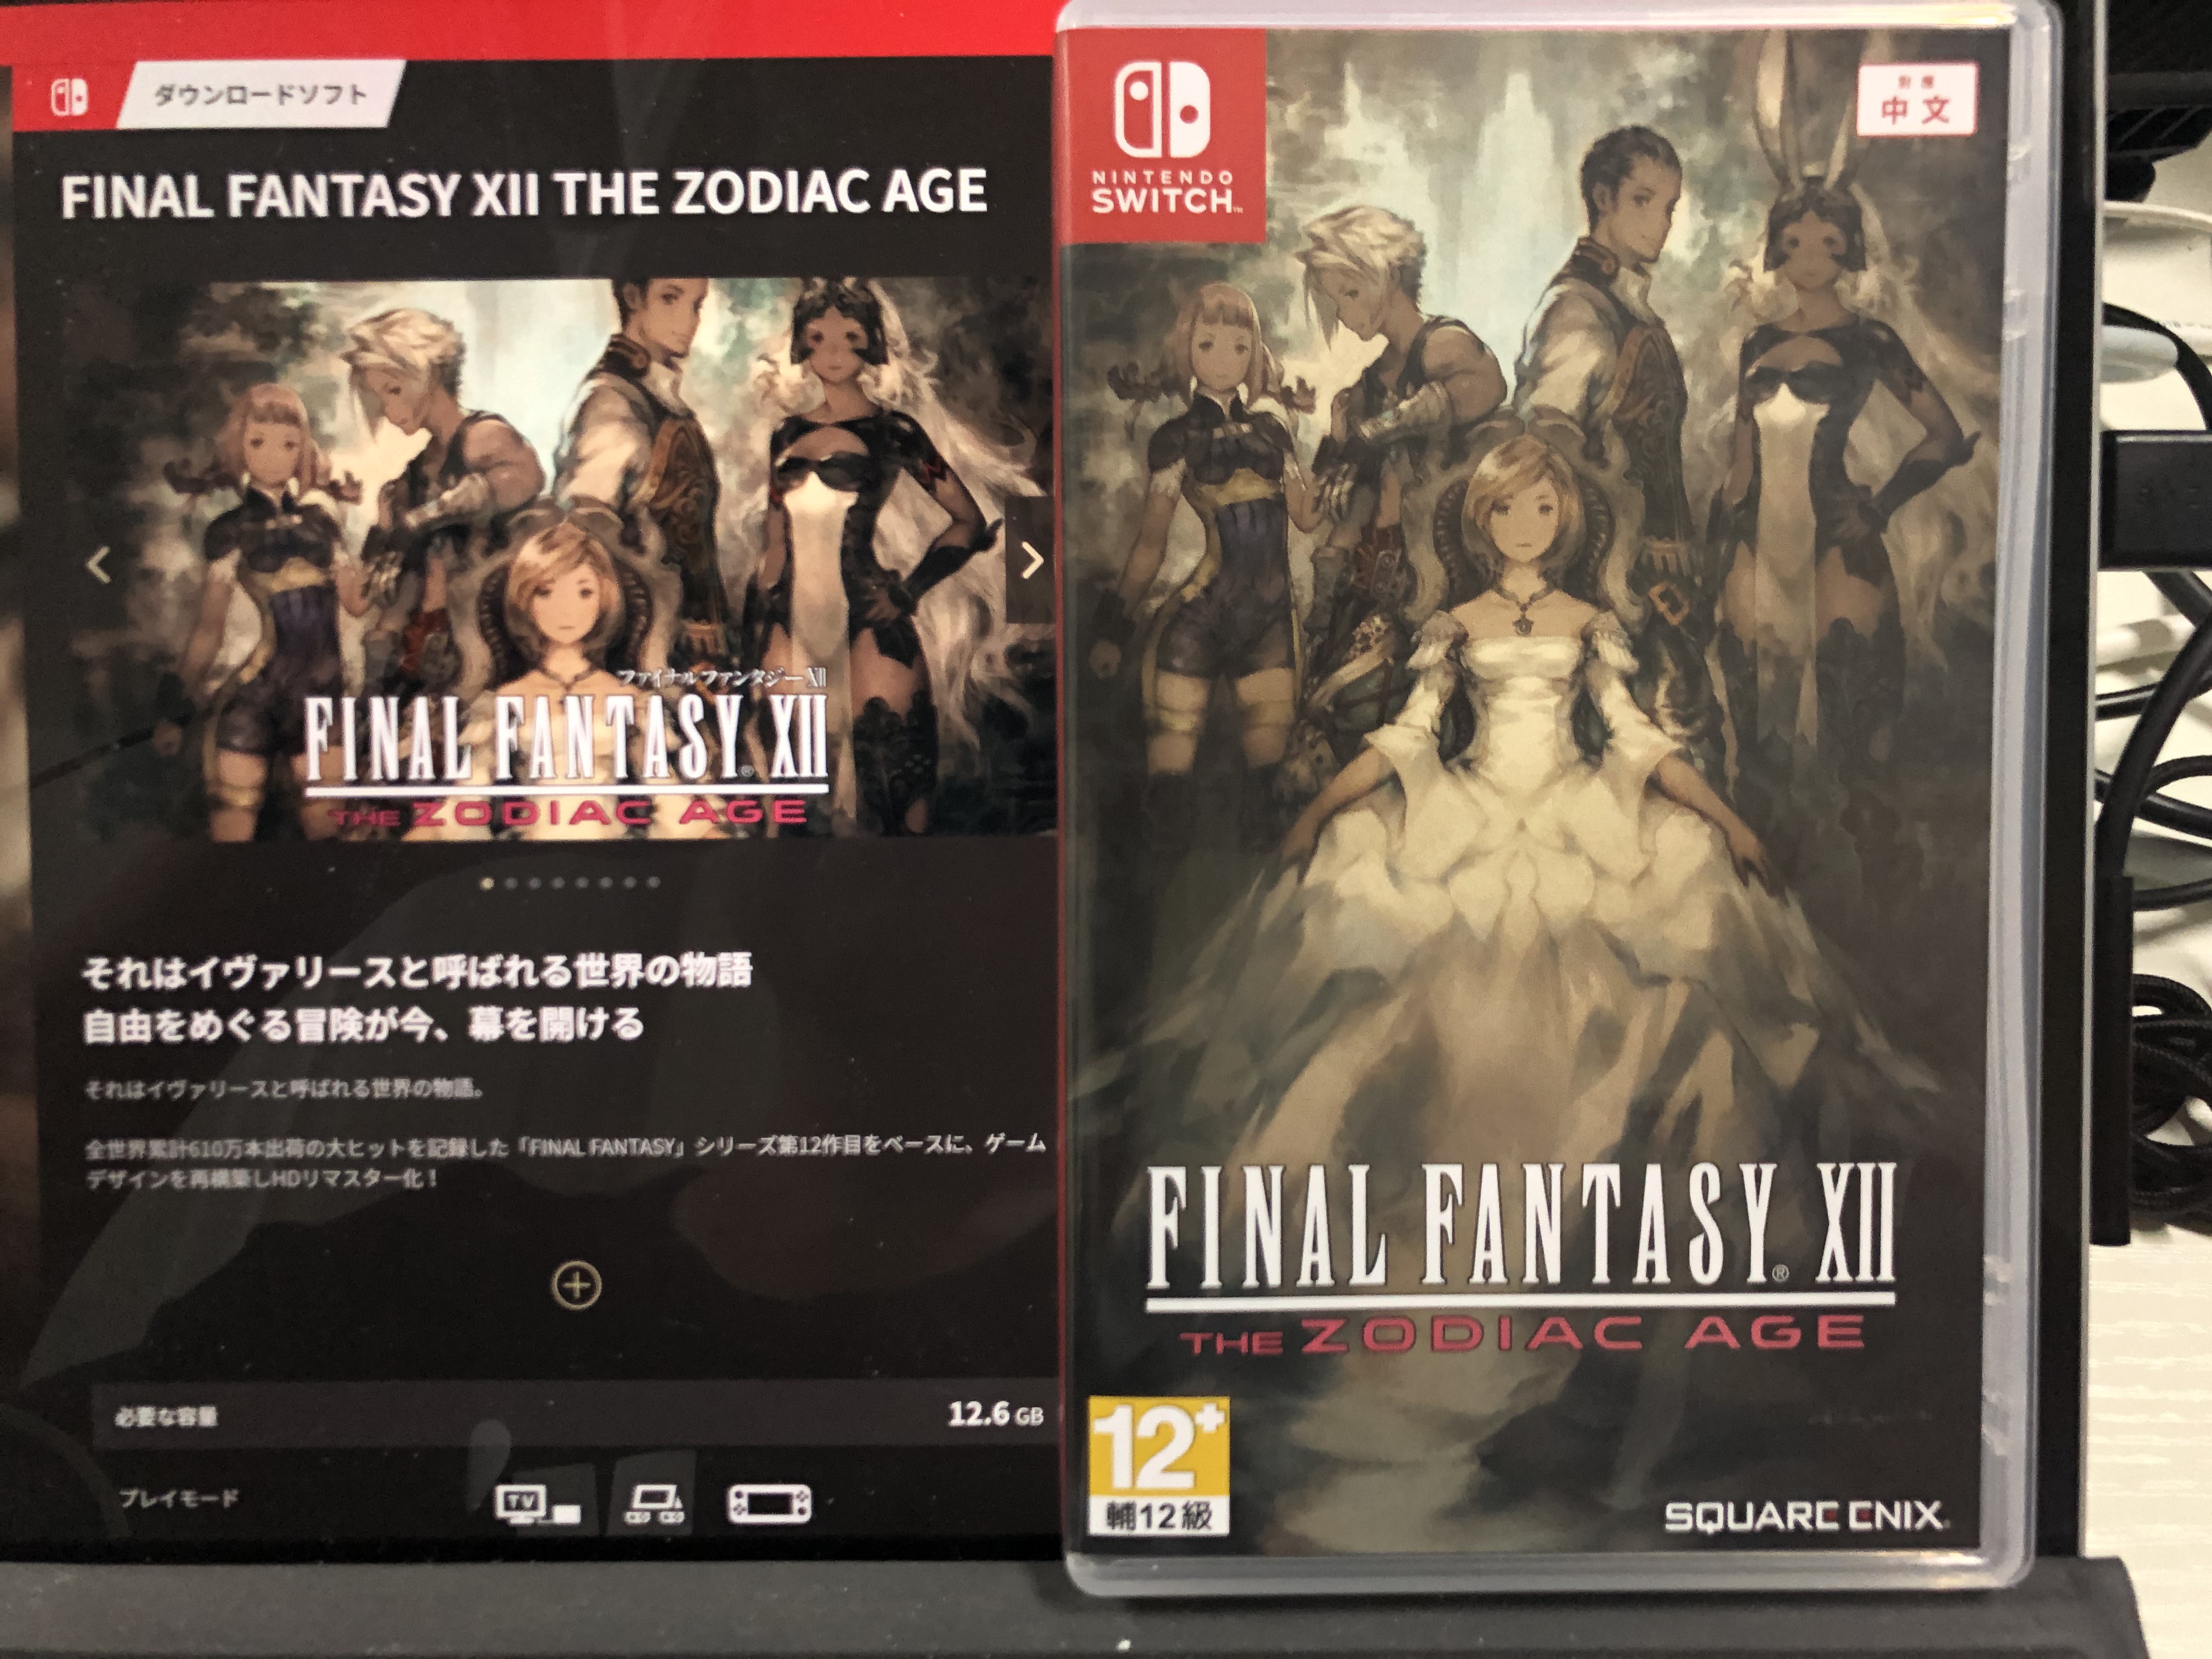 ダウンロードソフト
FINAL FANTASY XII THE ZODIAC AGE
ファイナルファンタジー XII
FINAL FANTASY® XII
THE ZODIAC AGE
それはイヴァリースと呼ばれる世界の物語
自由をめぐる冒険が今、幕を開ける
それはイヴァリースと呼ばれる世界の物語。
全世界累計610万本出荷の大ヒットを記録した「FINAL FANTASY」シリーズ第12作目をベースに、ゲーム
デザインを再構築しHDリマスター化！
必要な容量 12.6 GB
プレイモード
TV
NINTENDO
SWITCH™
對應
中文
FINAL FANTASY® XII
THE ZODIAC AGE
12+
輔12級
SQUARE ENIX